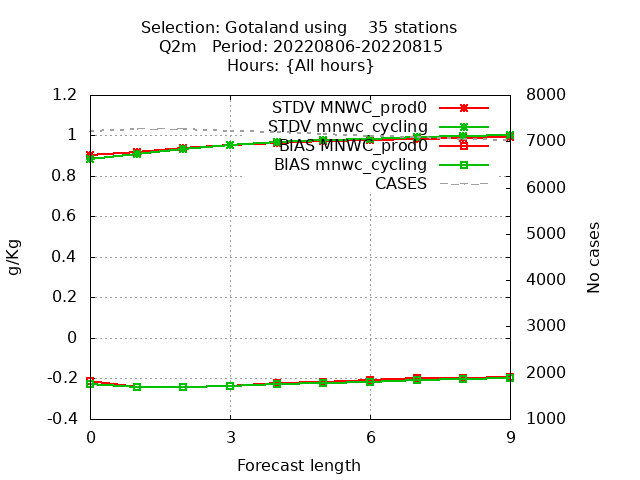 Selection: Gotaland using    35 stations
Q2m   Period: 20220806-20220815
Hours: {All hours}
1.2
1
0.8
0.6
0.4
0.2
0
-0.2
-0.4
g/Kg
STDV MNWC_prod0
STDV mnwc_cycling
BIAS MNWC_prod0
BIAS mnwc_cycling
CASES
8000
7000
6000
5000
4000
3000
2000
1000
No cases
0
3
6
9
Forecast length